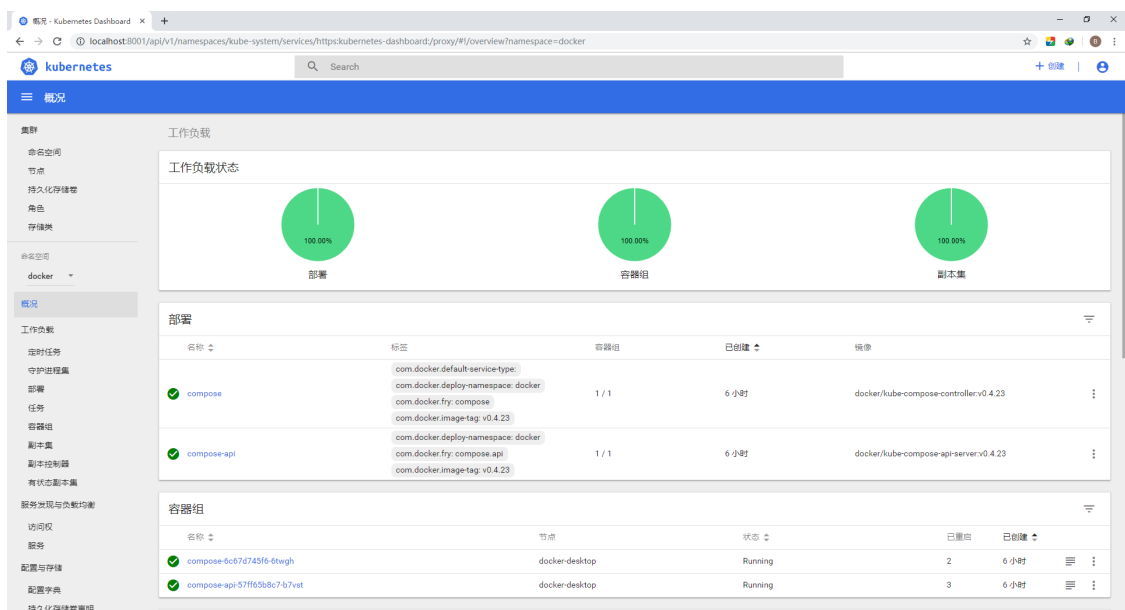 概况 - Kubernetes Dashboard
localhost:8001/api/v1/namespaces/kube-system/services/https:kubernetes-dashboard:/proxy/#!/overview?namespace=docker
B
kubernetes
Search
+ 创建
概况
集群
命名空间
节点
持久化存储卷
角色
存储类
命名空间
docker
概况
工作负载
定时任务
守护进程集
部署
任务
容器组
副本集
副本控制器
有状态副本集
服务发现与负载均衡
访问权
服务
配置与存储
配置字典
持久化存储卷声明
工作负载
工作负载状态
100.00% 100.00% 100.00%
部署 容器组 副本集
部署
名称 标签 容器组 已创建 镜像
com.docker.default-service-type:
com.docker.deploy-namespace: docker
compose 1 / 1 6 小时 docker/kube-compose-controller:v0.4.23
com.docker.fry: compose
com.docker.image-tag: v0.4.23
com.docker.deploy-namespace: docker
compose-api com.docker.fry: compose.api 1 / 1 6 小时 docker/kube-compose-api-server:v0.4.23
com.docker.image-tag: v0.4.23
容器组
名称 节点 状态 已重启 已创建
compose-6c67d745f6-6twgh docker-desktop Running 2 6 小时
compose-api-57ff65b8c7-b7vst docker-desktop Running 3 6 小时